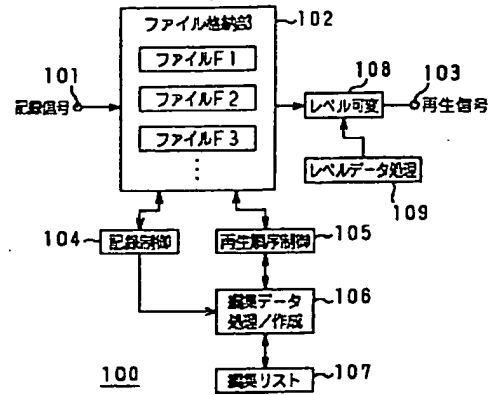 ファイル格納部
102
ファイルF1
ファイルF2
ファイルF3
101
記録信号
108
レベル可変
103
再生信号
レベルデータ処理
109
104
記録制御
再生順序制御
105
編集データ
処理/作成
106
編集リスト
107
100